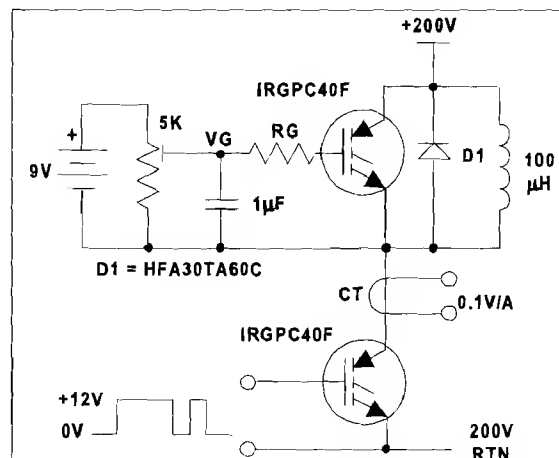 +200V
IRGPC40F
5K
VG
RG
+
9V
D1
100
µH
1µF
D1 = HFA30TA60C
CT
0.1V/A
IRGPC40F
+12V
0V
200V
RTN